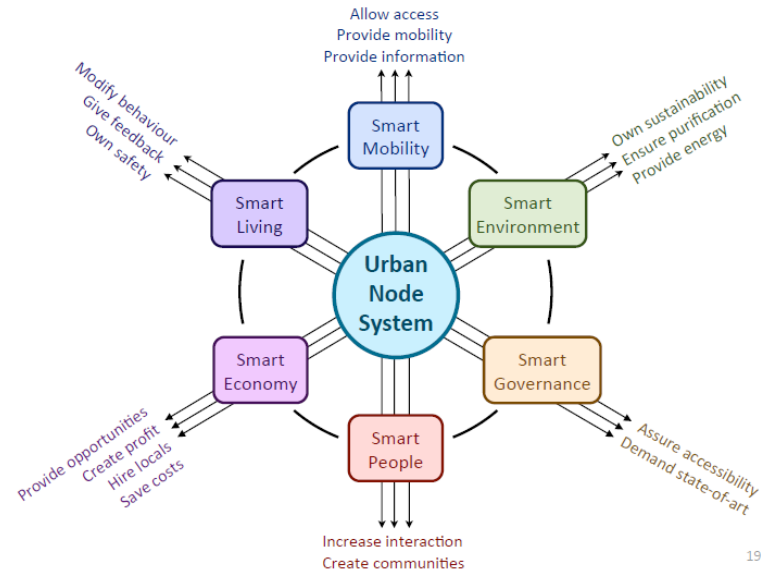 Allow access
Provide mobility
Provide information
Smart
Mobility
Modify behaviour
Give feedback
Own safety
Smart
Living
Own sustainability
Ensure purification
Provide energy
Smart
Environment
Urban
Node
System
Smart
Economy
Provide opportunities
Create profit
Hire locals
Save costs
Smart
Governance
Assure accessibility
Demand state-of-art
Smart
People
Increase interaction
Create communities
19